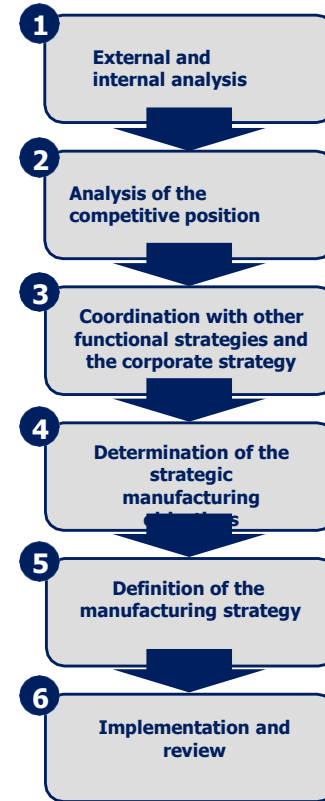 1
External and
internal analysis
2
Analysis of the
competitive position
3
Coordination with other
functional strategies and
the corporate strategy
4
Determination of the
strategic
manufacturing
5
Definition of the
manufacturing strategy
6
Implementation and
review